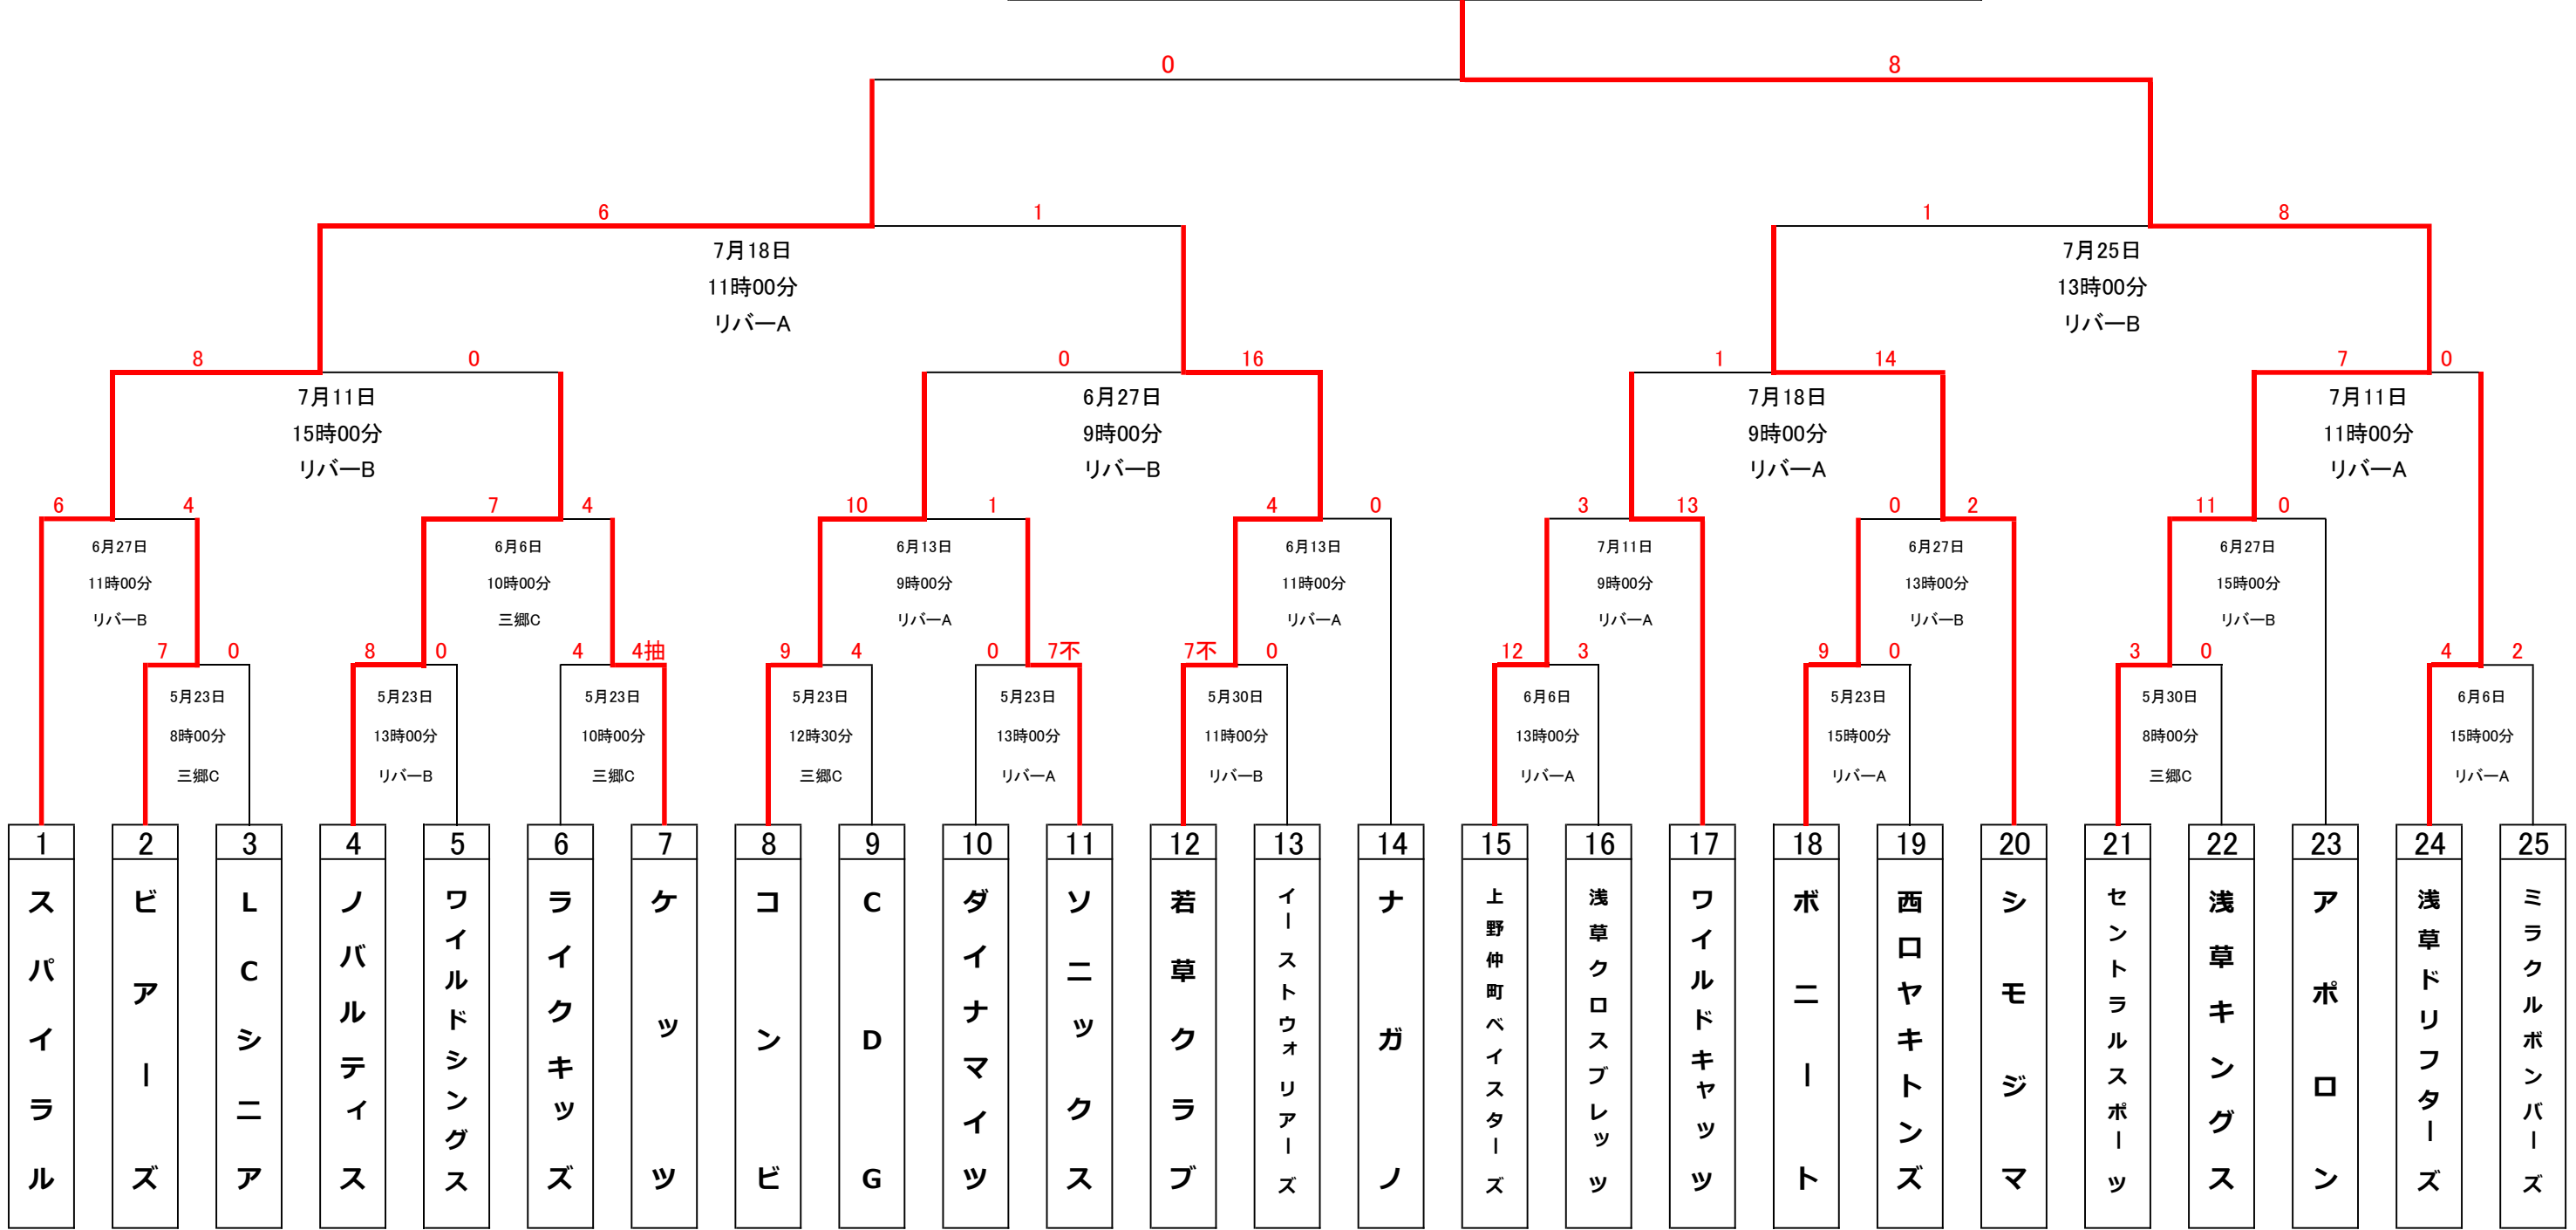 0 8
6 1 1 8
7月18日
11時00分
リバーA
7月25日
13時00分
リバーB
8 0 0 16 1 14 7 0
7月11日
15時00分
リバーB
6月27日
9時00分
リバーB
7月18日
9時00分
リバーA
7月11日
11時00分
リバーA
6 4 7 4 10 1 4 0 3 13 0 2 11 0
6月27日
11時00分
リバーB
6月6日
10時00分
三郷C
6月13日
9時00分
リバーA
6月13日
11時00分
リバーA
7月11日
9時00分
リバーA
6月27日
13時00分
リバーB
6月27日
15時00分
リバーB
7 0 8 0 4 4抽 9 4 0 7不 7不 0 12 3 9 0 3 0 4 2
5月23日
8時00分
三郷C
5月23日
13時00分
リバーB
5月23日
10時00分
三郷C
5月23日
12時30分
三郷C
5月23日
13時00分
リバーA
5月30日
11時00分
リバーB
6月6日
13時00分
リバーA
5月23日
15時00分
リバーA
5月30日
8時00分
三郷C
6月6日
15時00分
リバーA
1 2 3 4 5 6 7 8 9 10 11 12 13 14 15 16 17 18 19 20 21 22 23 24 25
スパイラル
ビアーズ
LCシニア
ノバルティス
ワイルドシングス
ライクキッズ
ケッツ
コンビ
CDG
ダイナマイツ
ソニックス
若草クラブ
イーストウォリアーズ
ナガノ
上野仲町ベイスターズ
浅草クロスブレッツ
ワイルドキャッツ
ボニート
西ロヤキトンズ
シモジマ
セントラルスポーツ
浅草キングス
アポロン
浅草ドリフターズ
ミラクルボンバーズ